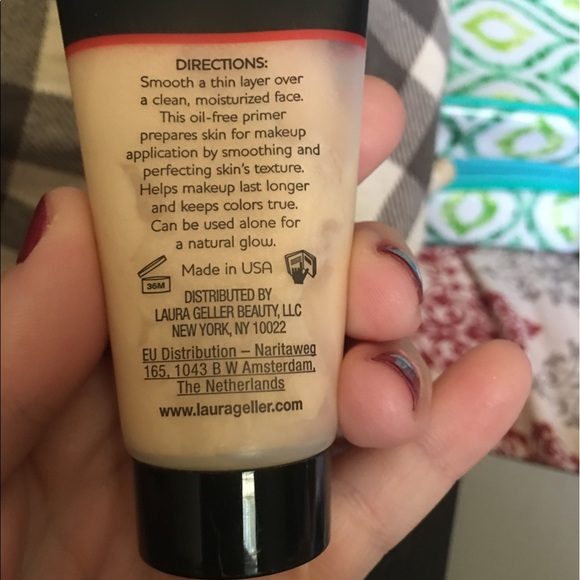 DIRECTIONS:
Smooth a thin layer over
a clean, moisturized face.
This oil-free primer
prepares skin for makeup
application by smoothing and
perfecting skin's texture.
Helps makeup last longer
and keeps colors true.
Can be used alone for
a natural glow.
36M Made in USA
DISTRIBUTED BY
LAURA GELLER BEAUTY, LLC
NEW YORK, NY 10022
EU Distribution – Naritaweg
165, 1043 B W Amsterdam,
The Netherlands
www.laurageller.com